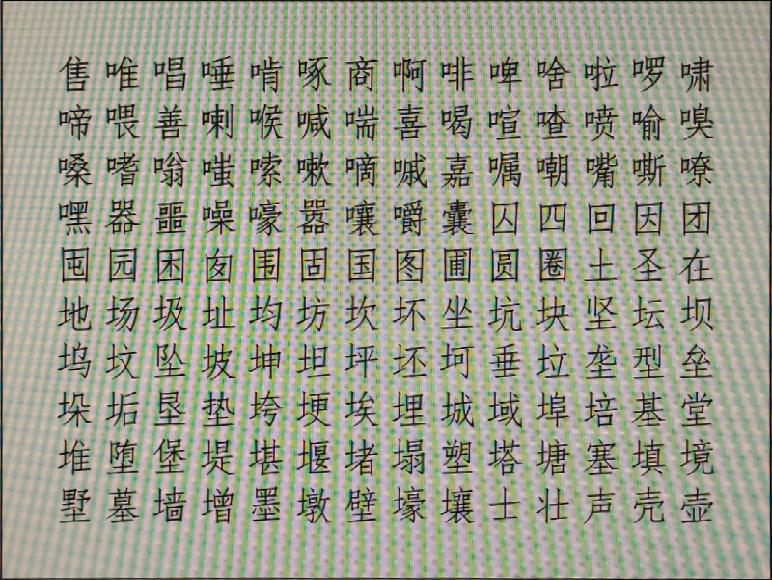 售唯唱唾啃啄商啊啡啤啥啦啰啸
啼喂善喇喉喊喘喜喝喧喳喷喻嗅
嗓嗜嗡嗤嗦嗽嘀嘁嘉嘱嘲嘴嘶嘹
嘿器噩噪嚎嚣嚷嚼囊囚四回因团
囤园困囱围固国图圃圆圈土圣在
地场圾址均坊坎坏坐坑块坚坛坝
坞坟坠坡坤坦坪坯坷垂垃垄型垒
垛垢垦垫垮埂埃埋城域埠培基堂
堆堕堡堤堪堰堵塌塑塔塘塞填境
墅墓墙增墨墩壁壕壤士壮声壳壶